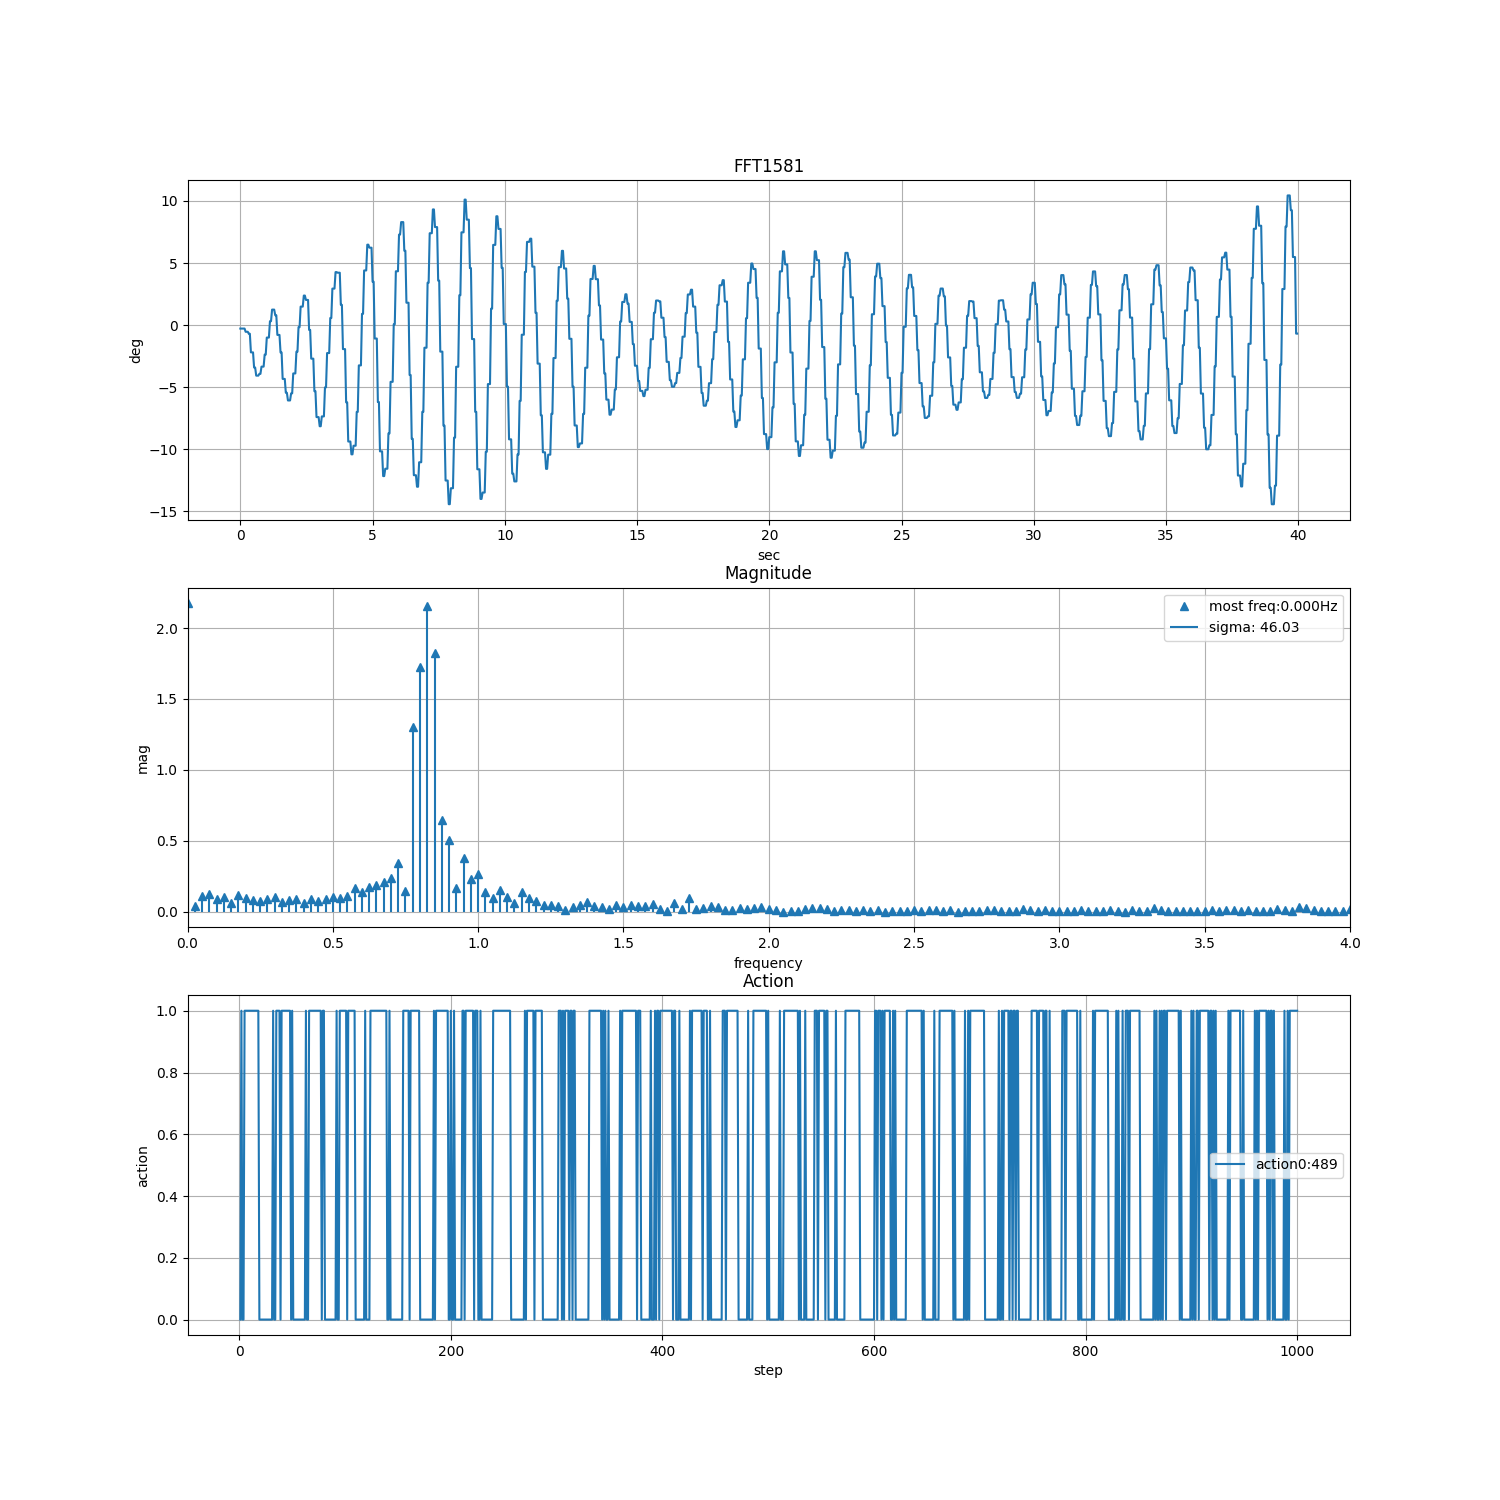 FFT1581
10
5
0
−5
−10
−15
deg
0 5 10 15 20 25 30 35 40
sec
Magnitude
most freq:0.000Hz
sigma: 46.03
2.0
1.5
1.0
0.5
0.0
mag
0.0 0.5 1.0 1.5 2.0 2.5 3.0 3.5 4.0
frequency
Action
1.0
0.8
0.6
0.4
0.2
0.0
action
action0:489
0 200 400 600 800 1000
step